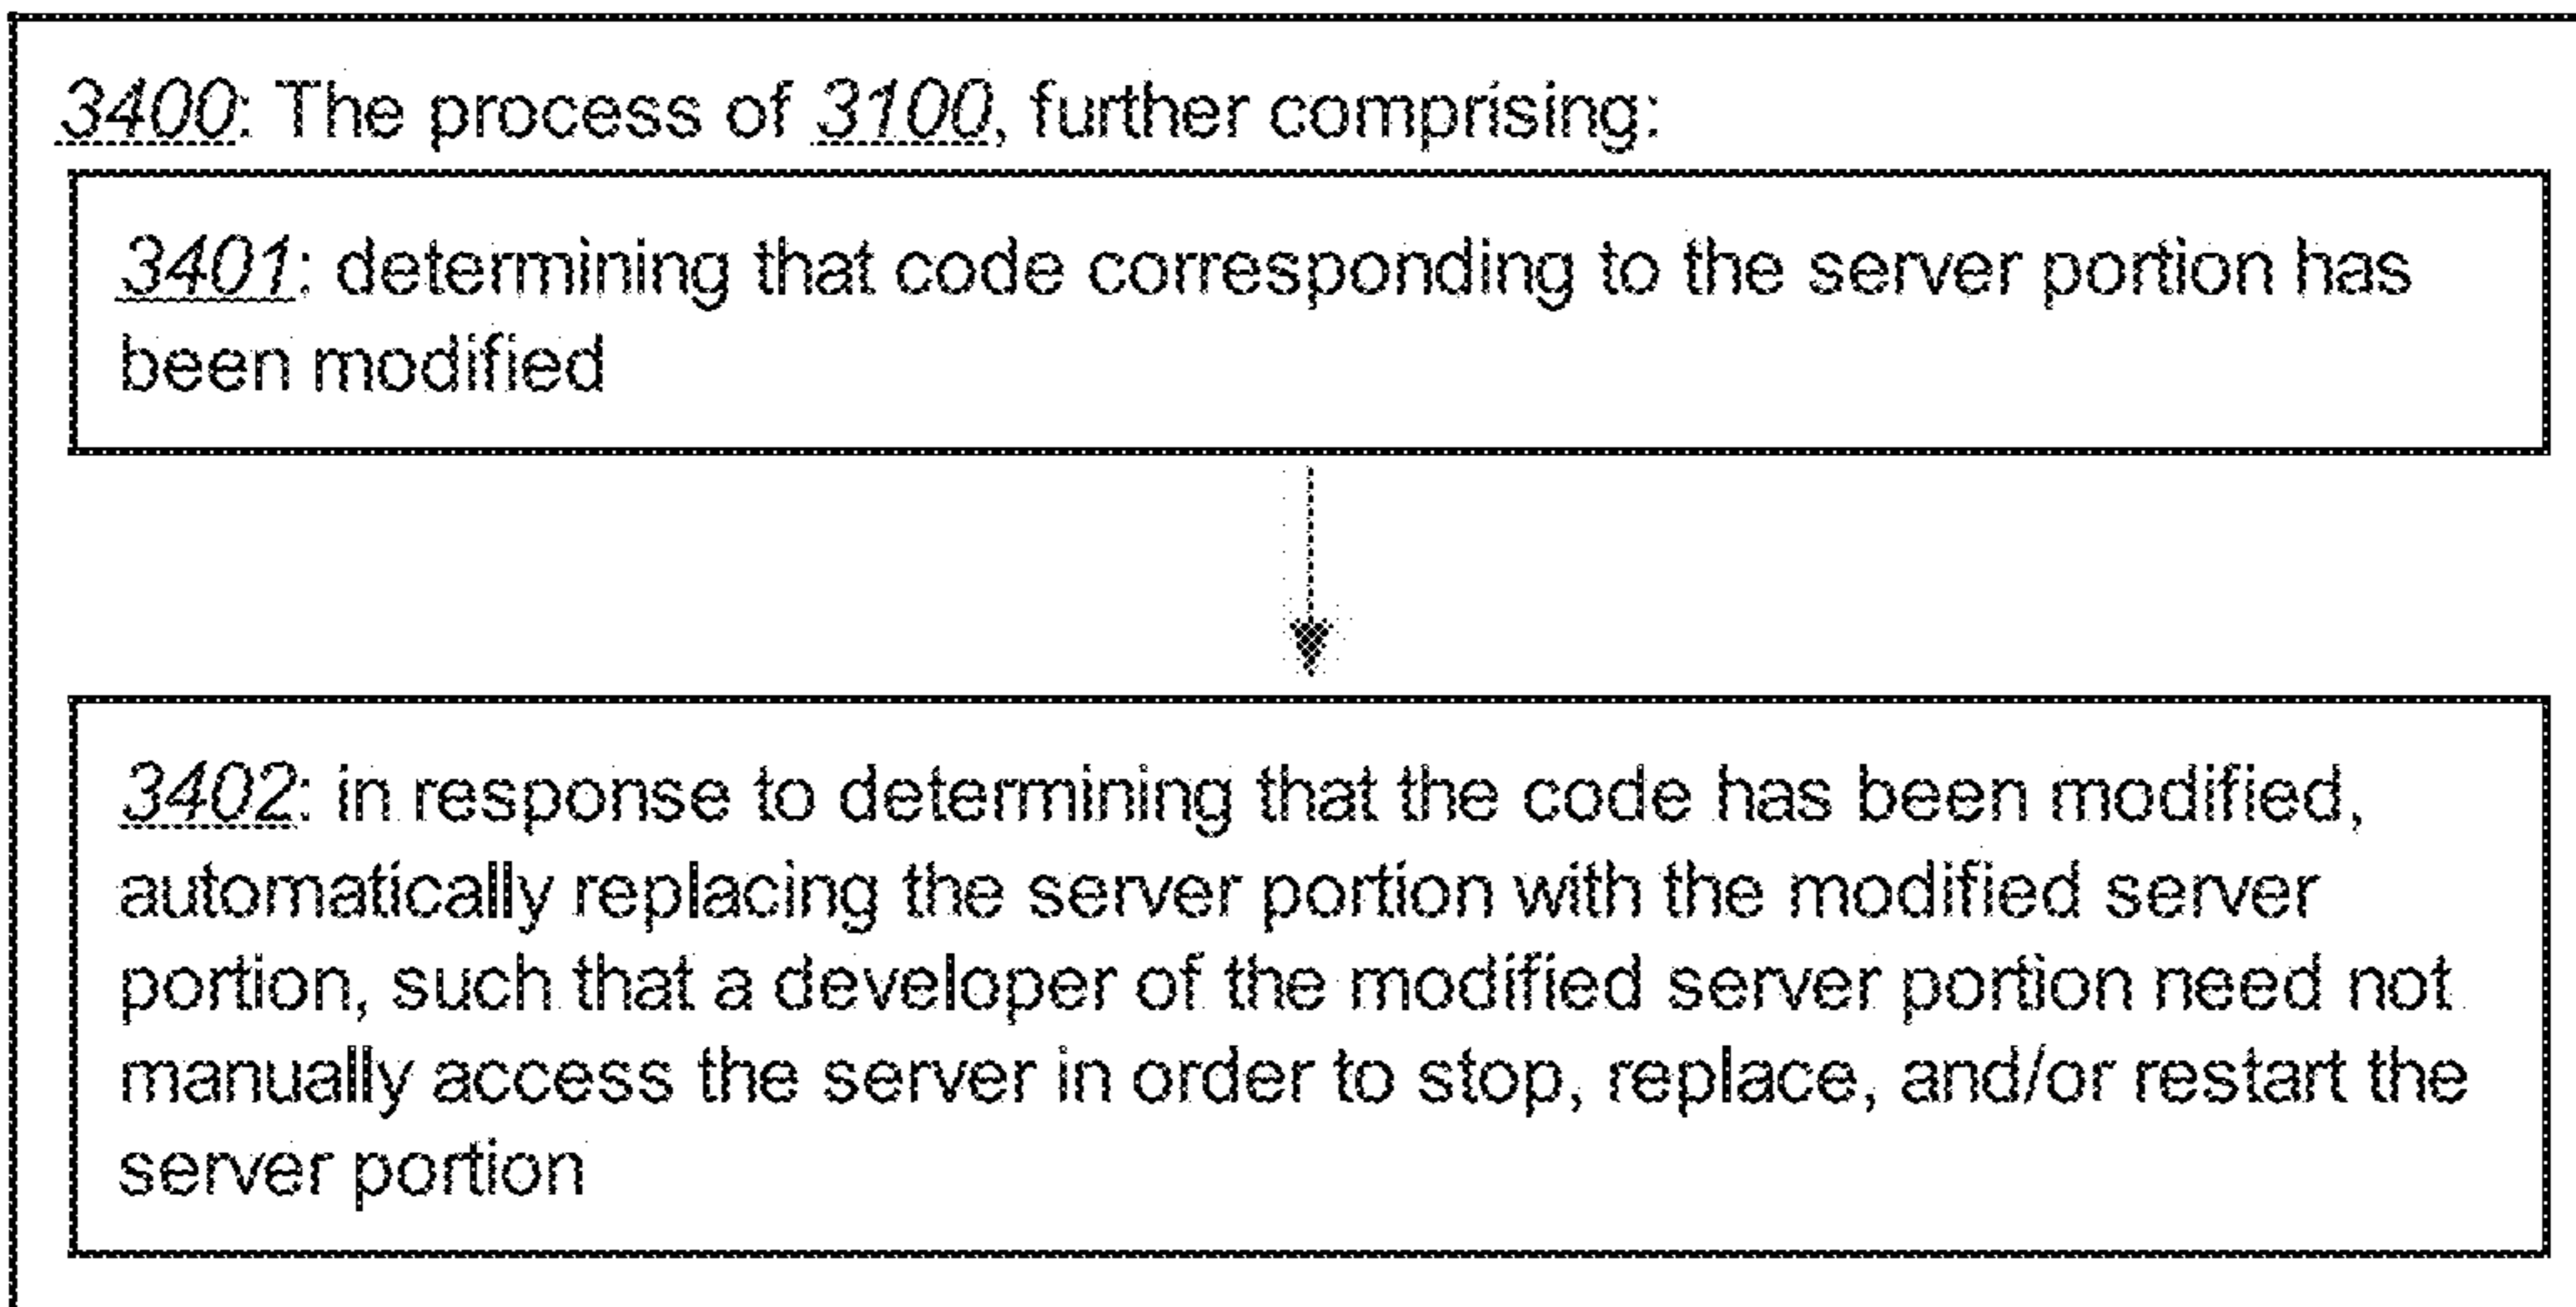 3400: The process of 3100, further comprising:
3401: determining that code corresponding to the server portion has
been modified
3402: in response to determining that the code has been modified,
automatically replacing the server portion with the modified server
portion, such that a developer of the modified server portion need not
manually access the server in order to stop, replace, and/or restart the
server portion